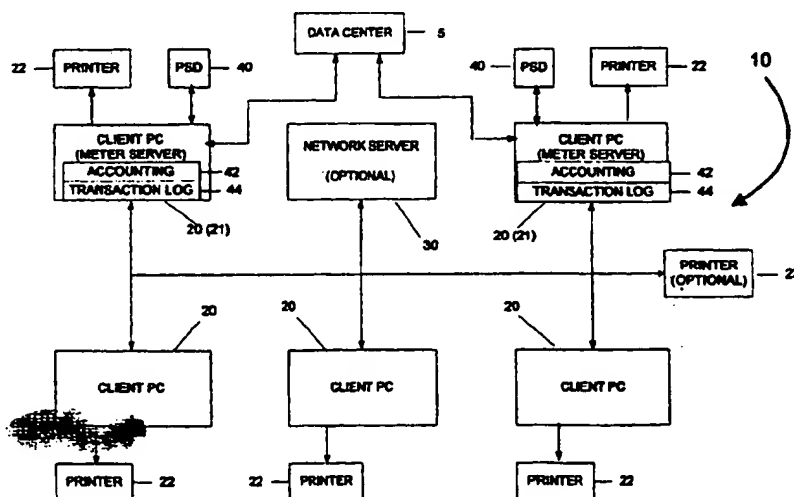 DATA CENTER
5
22
PRINTER
PSD
40
40
PSD
PRINTER
22
10
CLIENT PC
(METER SERVER)
ACCOUNTING
42
TRANSACTION LOG
44
20 (21)
NETWORK SERVER
(OPTIONAL)
30
CLIENT PC
(METER SERVER)
ACCOUNTING
42
TRANSACTION LOG
44
20 (21)
PRINTER
(OPTIONAL)
20
20
20
CLIENT PC
CLIENT PC
CLIENT PC
PRINTER
22
22
PRINTER
PRINTER
22